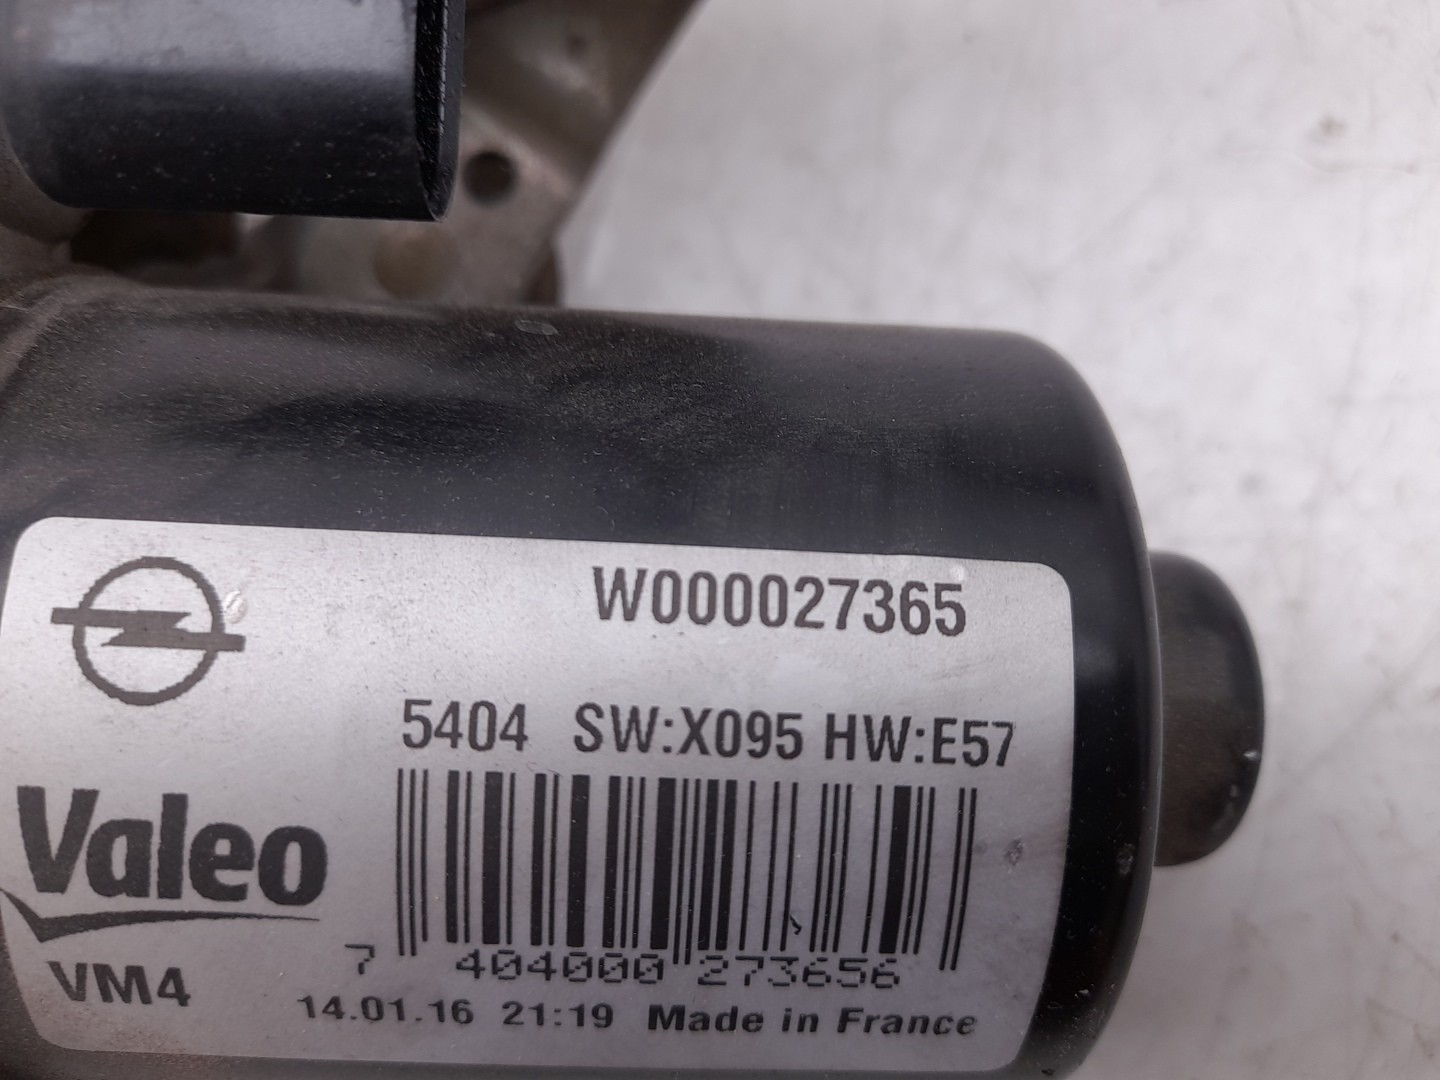 W000027365
5404 SW:X095 HW:E57
Valeo
7 404000 273656
VM4
14.01.16 21:19 Made in France